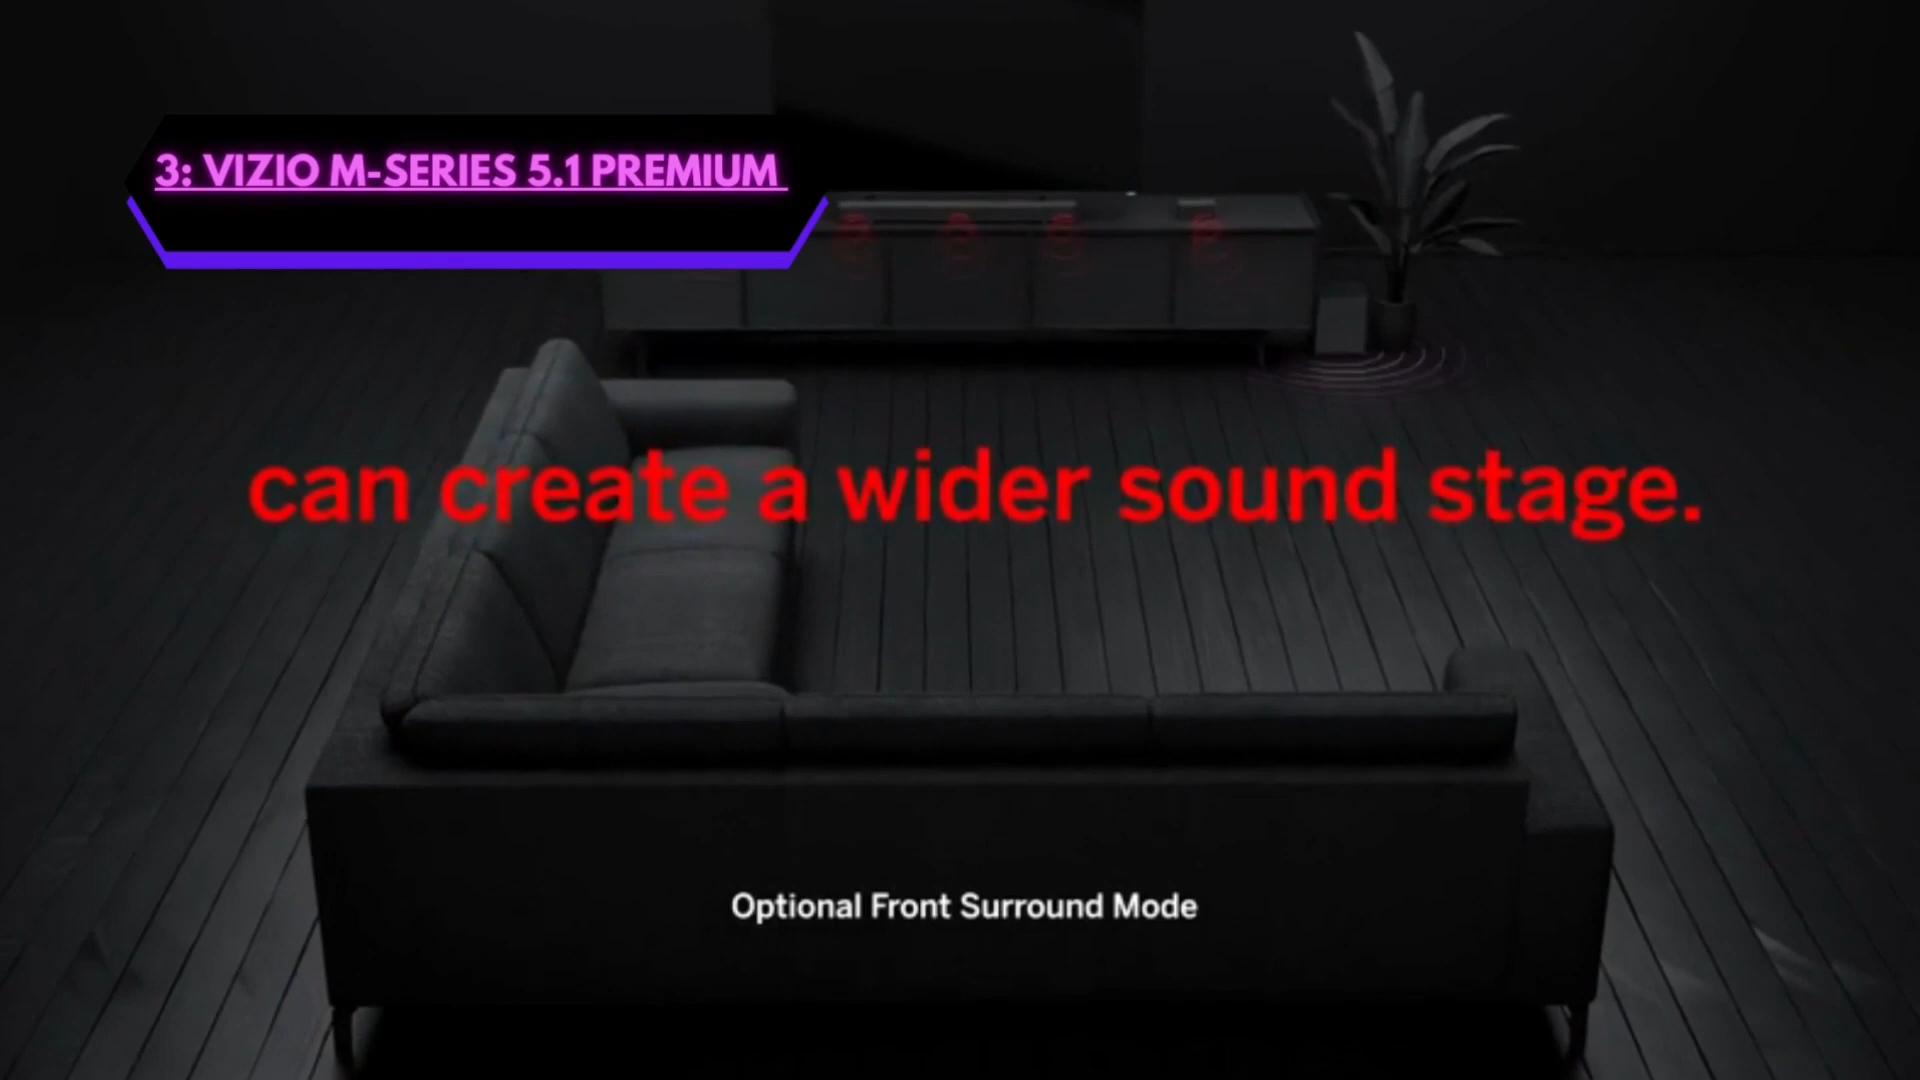 3: VIZIO M-SERIES 5.1 PREMIUM
can create a wider sound stage.
Optional Front Surround Mode